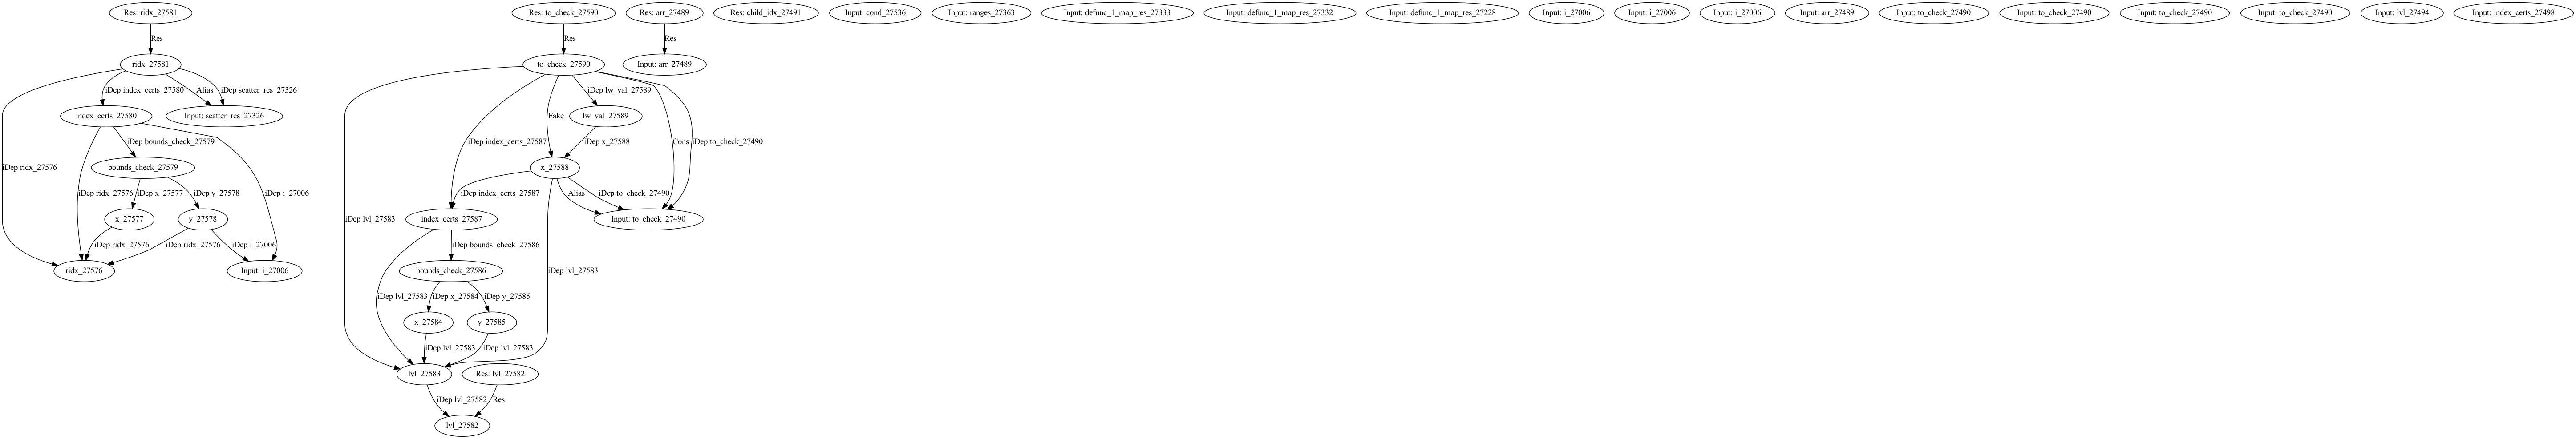 Res: ridx_27581
Res: to_check_27590
Res: arr_27489
Res: child_idx_27491
Input: cond_27536
Input: ranges_27363
Input: defunc_1_map_res_27333
Input: defunc_1_map_res_27332
Input: defunc_1_map_res_27228
Input: i_27006
Input: i_27006
Input: i_27006
Input: arr_27489
Input: to_check_27490
Input: to_check_27490
Input: to_check_27490
Input: to_check_27490
Input: lvl_27494
Input: index_certs_27498
Res
Res
Res
ridx_27581
to_check_27590
Input: arr_27489
iDep index_certs_27580
Alias
iDep scatter_res_27326
iDep lw_val_27589
index_certs_27580
Input: scatter_res_27326
Fake
lw_val_27589
iDep bounds_check_27579
iDep index_certs_27587
iDep x_27588
Cons
iDep to_check_27490
iDep ridx_27576
bounds_check_27579
x_27588
iDep ridx_27576
iDep x_27577
iDep y_27578
iDep i_27006
iDep index_certs_27587
Alias
iDep to_check_27490
x_27577
y_27578
iDep lvl_27583
index_certs_27587
Input: to_check_27490
iDep ridx_27576
iDep ridx_27576
iDep i_27006
iDep bounds_check_27586
ridx_27576
Input: i_27006
bounds_check_27586
iDep lvl_27583
iDep lvl_27583
iDep x_27584
iDep y_27585
x_27584
y_27585
iDep lvl_27583
iDep lvl_27583
lvl_27583
Res: lvl_27582
iDep lvl_27582
Res
lvl_27582